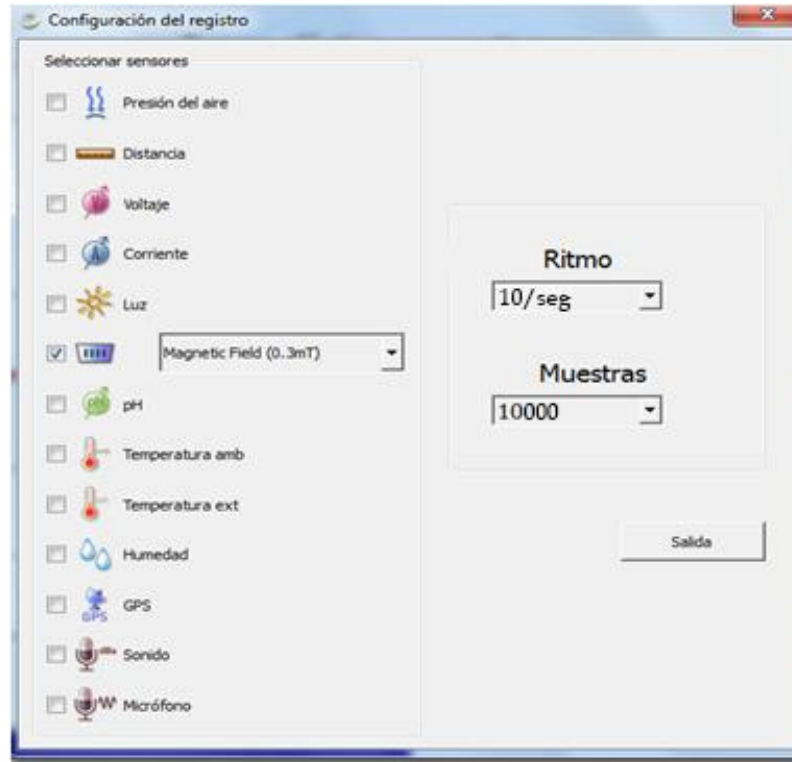 Configuración del registro
Seleccionar sensores
Presión del aire
Distancia
Voltaje
Corriente
Luz
Magnetic Field (0.3mT)
pH
Temperatura amb
Temperatura ext
Humedad
GPS
GPS
Sonido
Micrófono
Ritmo
10/seg
Muestras
10000
Salida